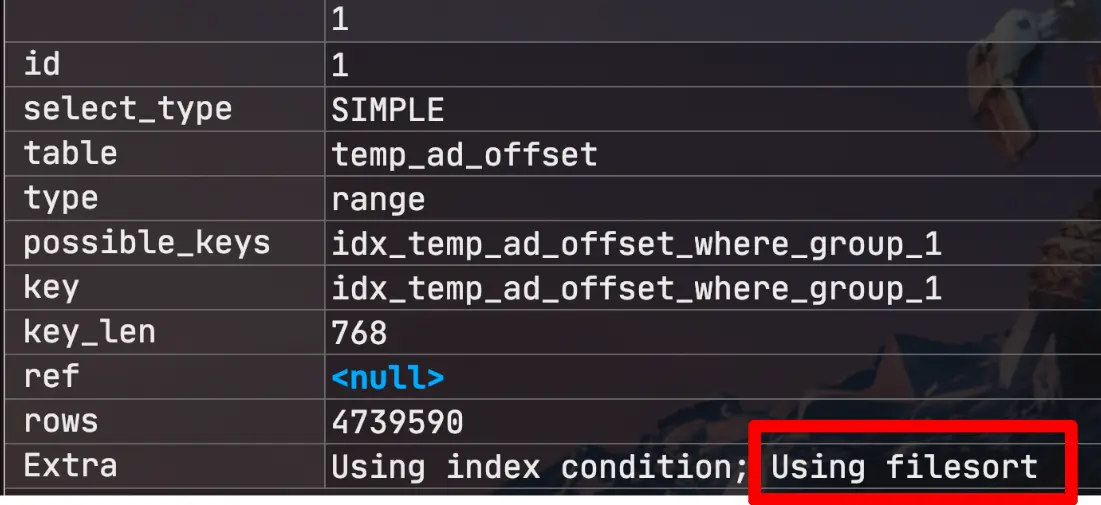 1
id 1
select_type SIMPLE
table temp_ad_offset
type range
possible_keys idx_temp_ad_offset_where_group_1
key idx_temp_ad_offset_where_group_1
key_len 768
ref <null>
rows 4739590
Extra Using index condition; Using filesort